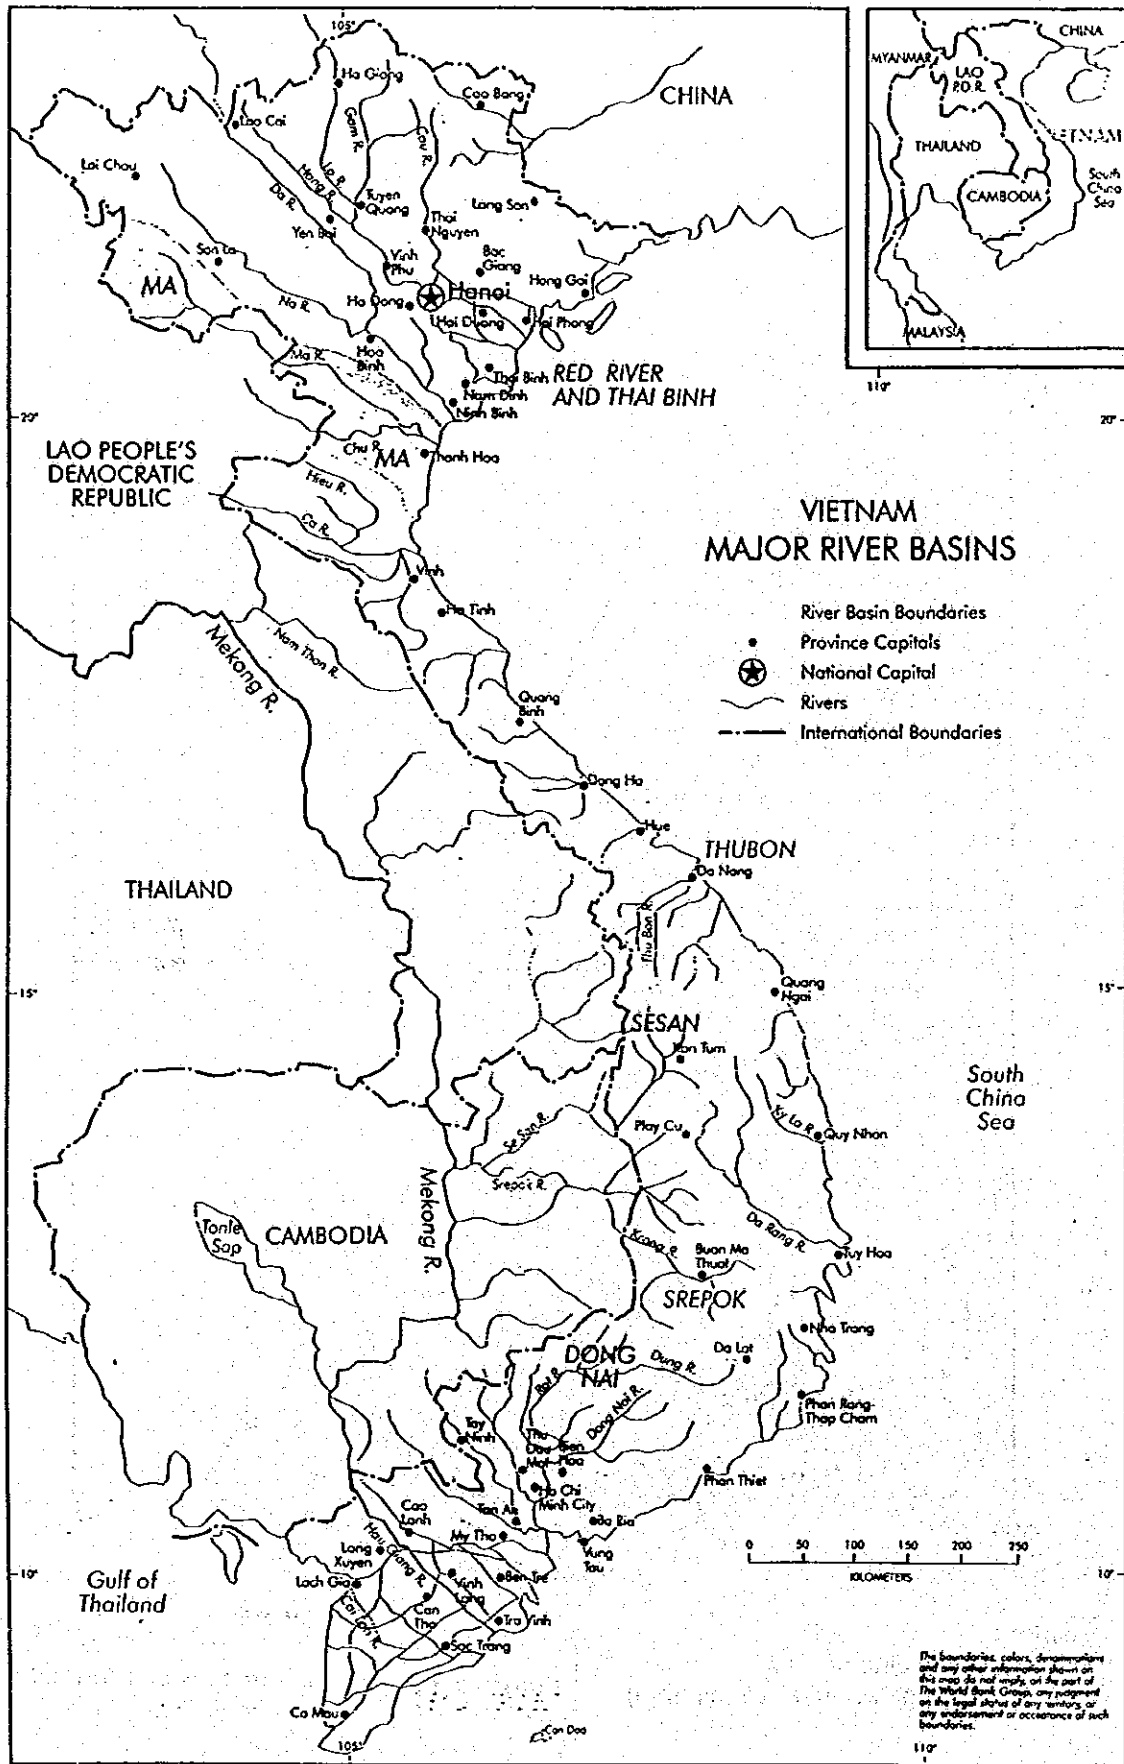 105°
CHINA
MYANMAR
LAO
P.D.R.
VIETNAM
THAILAND
CAMBODIA
South
China
Sea
MALAYSIA
110°
Ha Giang
Cao Bang
CHINA
Lao Cai
Gam R.
Cau R.
Lai Chau
Lo R.
Hong R.
Da R.
Tuyen
Quang
Lang Son
Yen Bai
Thai
Nguyen
Son La
Vinh
Phu
Bac
Giang
Hong Gai
MA
Hanoi
Ha Dong
Hai Duong
Hai Phong
Hoa
Binh
Ma R.
Thai Binh
RED RIVER
AND THAI BINH
Nam Dinh
Ninh Binh
20°
20°
LAO PEOPLE'S
DEMOCRATIC
REPUBLIC
Chu R.
MA
Thanh Hoa
Hieu R.
Ca R.
VIETNAM
MAJOR RIVER BASINS
Vinh
Ha Tinh
River Basin Boundaries
Province Capitals
National Capital
Rivers
International Boundaries
Mekong R.
Nam Thon R.
Quang
Binh
Dong Ha
Hue
THUBON
Da Nang
THAILAND
Thu Bon R.
15°
15°
Quang
Ngai
SESAN
Kon Tum
South
China
Sea
Se San R.
Play Cu
Ky La R.
Quy Nhon
Mekong R.
Srepok R.
Tonle
Sap
CAMBODIA
Da Rang R.
Krong R.
Buan Ma
Thuot
Tuy Hoa
SREPOK
Nha Trang
DONG
NAI
Dung R.
Da Lat
Dong Nai R.
Phan Rang-
Thap Cham
Tay
Ninh
Thu
Dau
Mot
Bien
Hoa
Phan Thiet
Ho Chi
Minh City
Tan An
Ba Ria
Cao
Lanh
My Tho
Vung
Tau
0 50 100 150 200 250
KILOMETERS
Long
Xuyen
Hau Giang R.
10°
10°
Gulf of
Thailand
Rach Gia
Vinh
Long
Ben Tre
Can
Tho
Tra Vinh
Cai Lon R.
Soc Trang
Ca Mau
105°
Con Dao
The boundaries, colors, denominations
and any other information shown on
this map do not imply, on the part of
The World Bank Group, any judgment
on the legal status of any territory, or
any endorsement or acceptance of such
boundaries.
110°